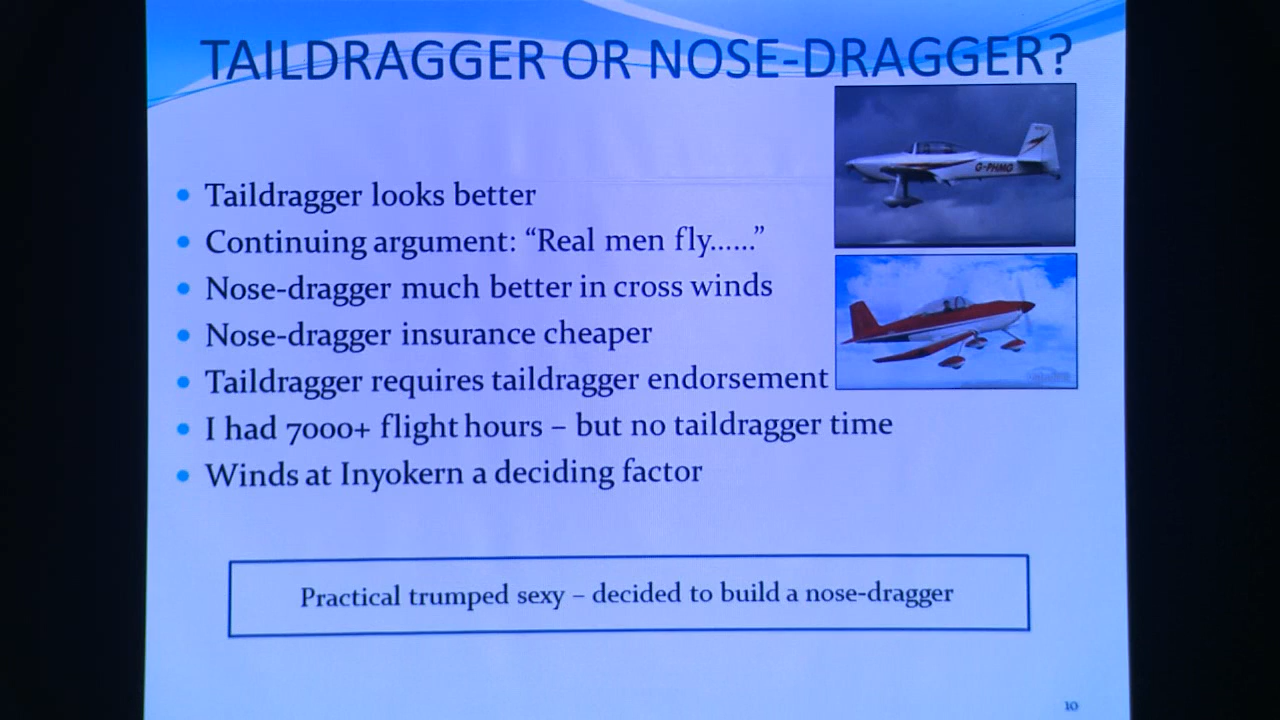 TAILDRAGGER OR NOSE-DRAGGER?
G-PHMG
Taildragger looks better
Continuing argument: “Real men fly......”
Nose-dragger much better in cross winds
Nose-dragger insurance cheaper
Taildragger requires taildragger endorsement
I had 7000+ flight hours – but no taildragger time
Winds at Inyokern a deciding factor
Practical trumped sexy – decided to build a nose-dragger
10